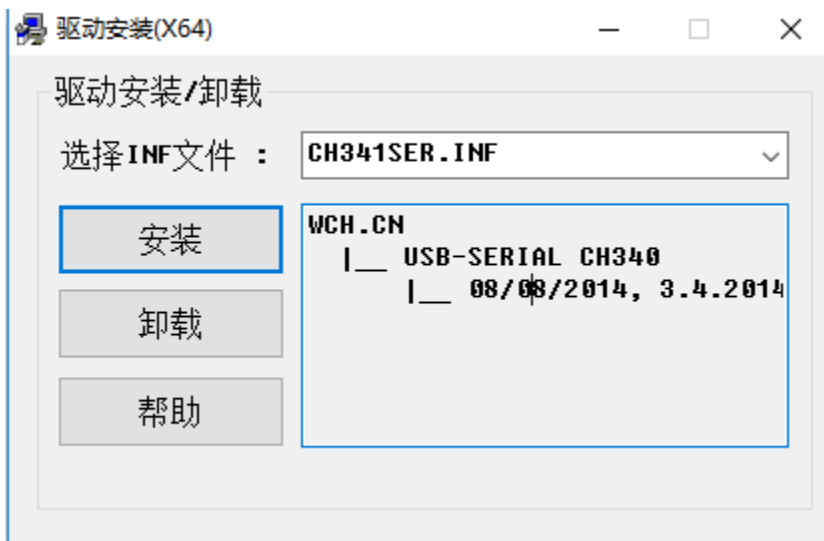 驱动安装(X64)
驱动安装/卸载
选择INF文件 : CH341SER.INF
安装
卸载
帮助
WCH.CN
|__ USB-SERIAL CH340
|__ 08/08/2014, 3.4.2014